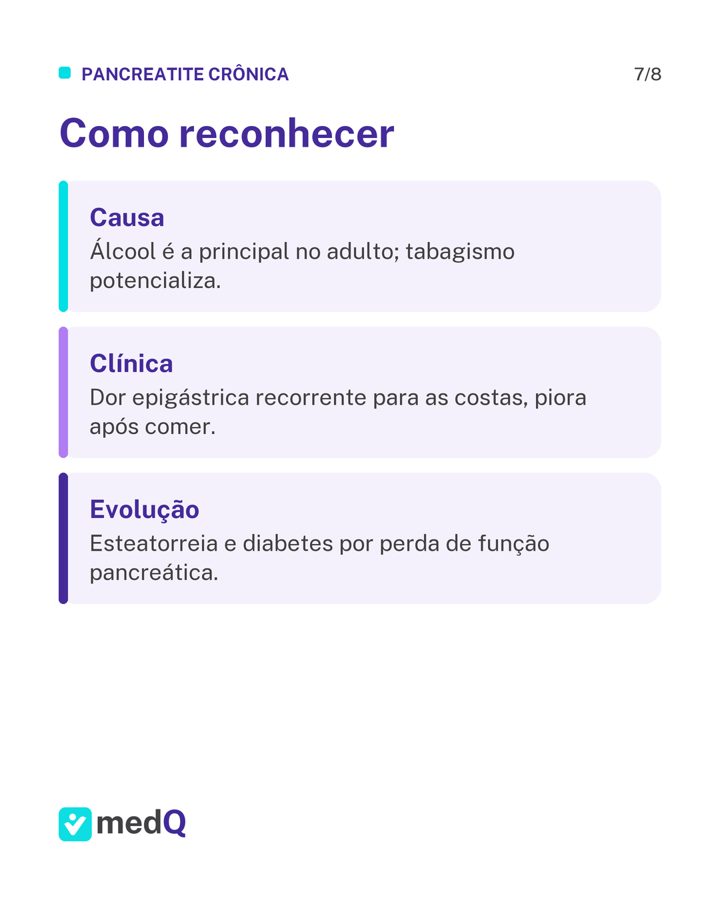 PANCREATITE CRÔNICA
7/8
Como reconhecer
Causa
Álcool é a principal no adulto; tabagismo
potencializa.
Clínica
Dor epigástrica recorrente para as costas, piora
após comer.
Evolução
Esteatorreia e diabetes por perda de função
pancreática.
medQ